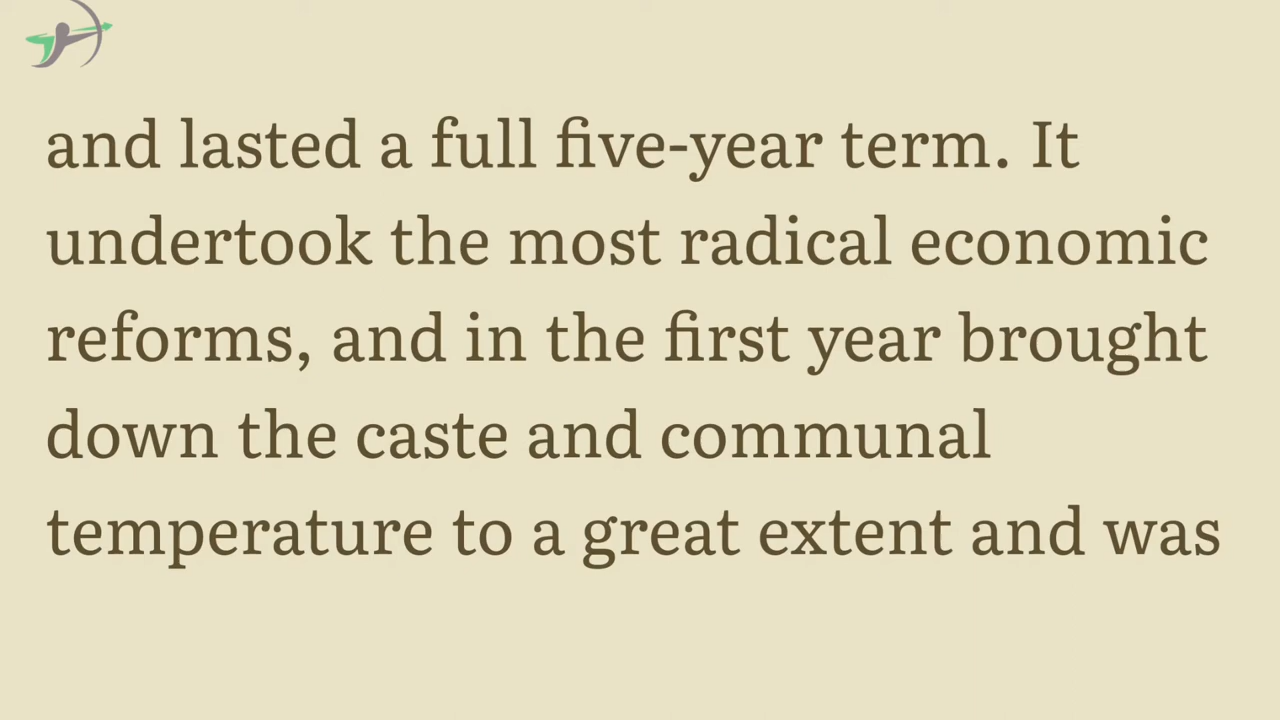 and lasted a full five-year term. It
undertook the most radical economic
reforms, and in the first year brought
down the caste and communal
temperature to a great extent and was